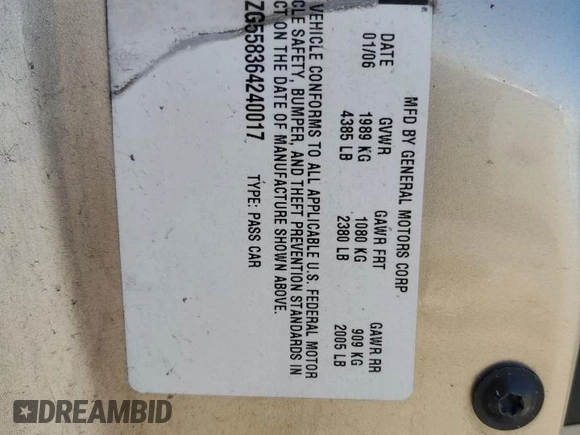 MFD BY GENERAL MOTORS CORP
DATE GVWR GAWR FRT GAWR RR
01/06 1989 KG 1080 KG 909 KG
4385 LB 2380 LB 2005 LB
VEHICLE CONFORMS TO ALL APPLICABLE U.S. FEDERAL MOTOR
CLE SAFETY, BUMPER, AND THEFT PREVENTION STANDARDS IN
CT ON THE DATE OF MANUFACTURE SHOWN ABOVE.
ZG558364240017 TYPE: PASS CAR
DREAMBID